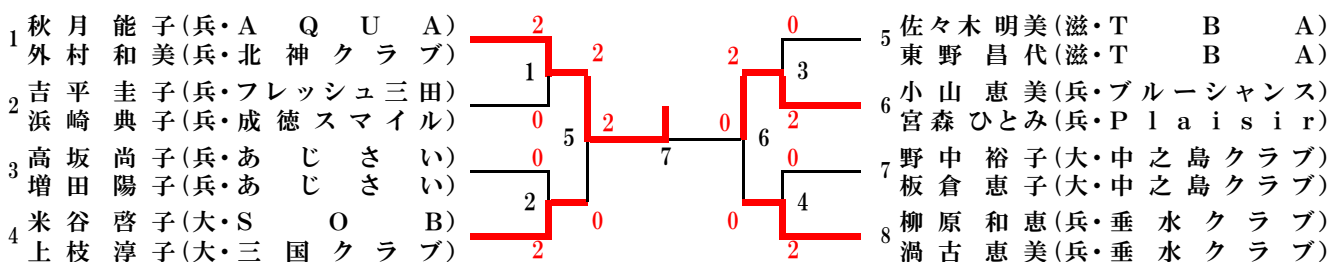 1 秋月能子(兵・AQUA)
外村和美(兵・北神クラブ)
2 吉平圭子(兵・フレッシュ三田)
浜崎典子(兵・成徳スマイル)
3 高坂尚子(兵・あじさい)
増田陽子(兵・あじさい)
4 米谷啓子(大・SOB)
上枝淳子(大・三国クラブ)
2
1
0
2
0
2
2
0
5
2
7
0
6
2
0
0
3
2
0
4
2
5 佐々木明美(滋・TBA)
東野昌代(滋・TBA)
6 小山恵美(兵・ブルーシャンス)
宮森ひとみ(兵・Plaisir)
7 野中裕子(大・中之島クラブ)
板倉恵子(大・中之島クラブ)
8 柳原和恵(兵・垂水クラブ)
渦古恵美(兵・垂水クラブ)